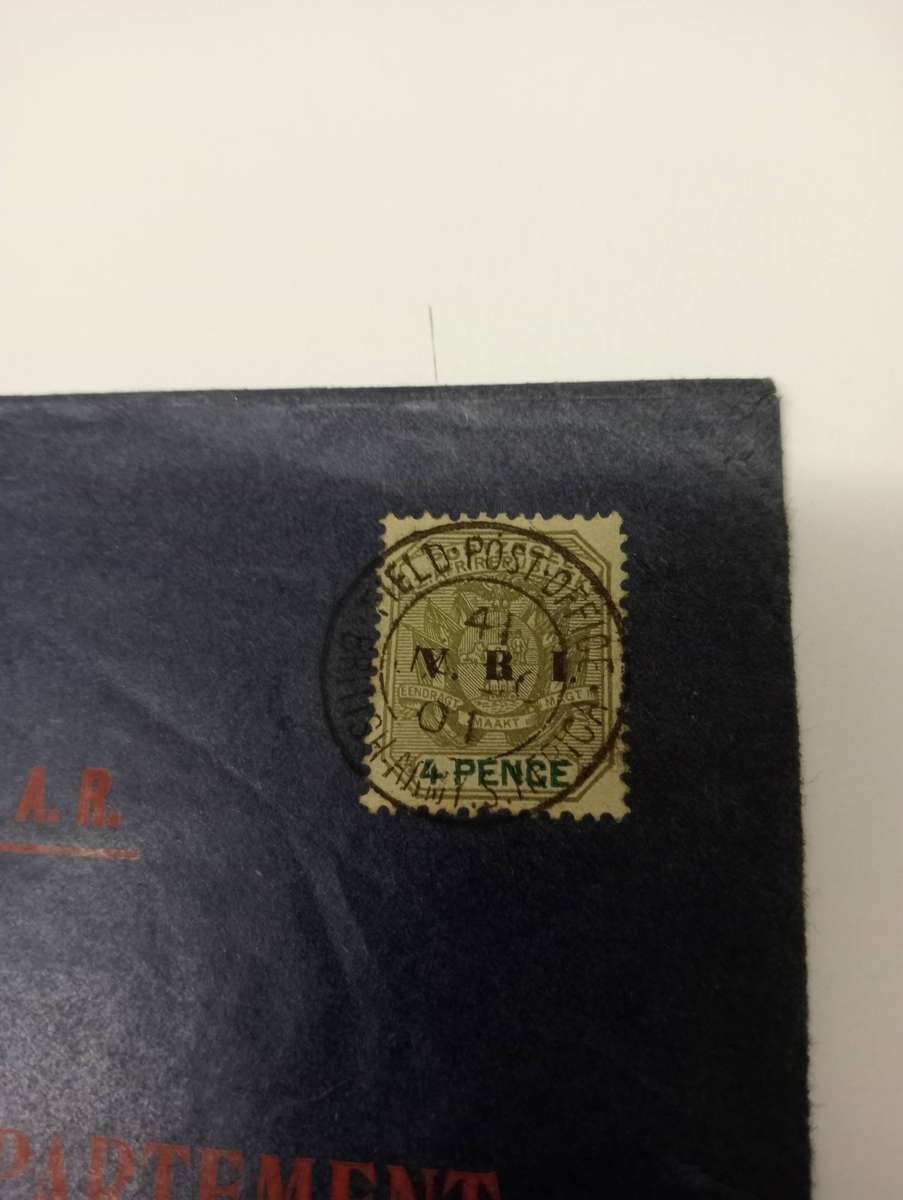 FIELD·POST·OFFICE
BRITISH ARMY S. AFRICA.
41
V. R. I.
EENDRAGT MAAKT MAGT
01
4 PENCE
A.R.
PARTEMENT